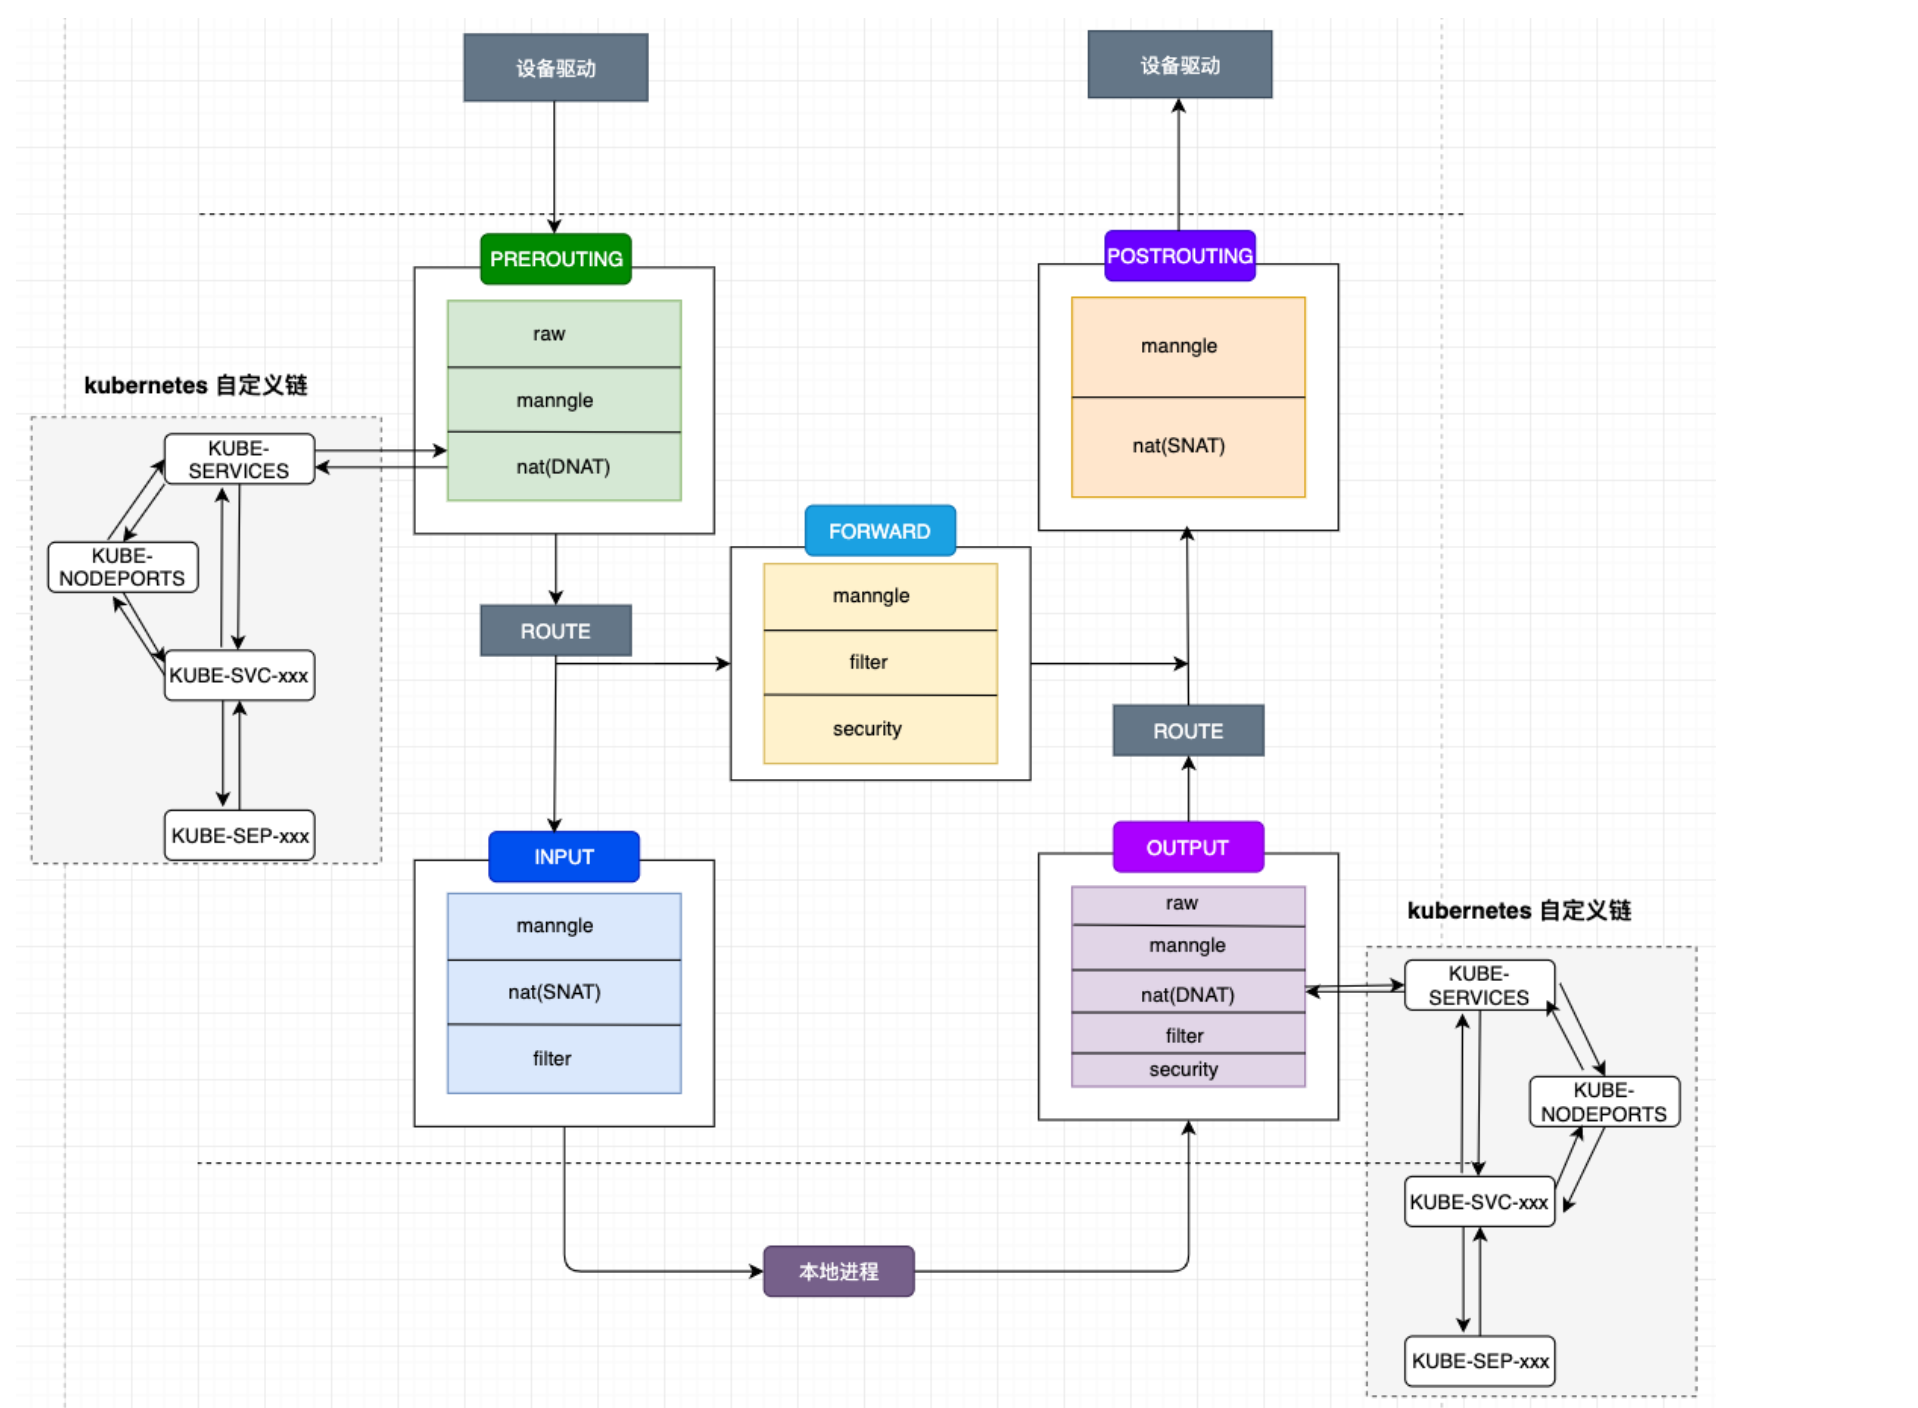 设备驱动
设备驱动
PREROUTING
raw
manngle
nat(DNAT)
POSTROUTING
manngle
nat(SNAT)
kubernetes 自定义链
KUBE-
SERVICES
KUBE-
NODEPORTS
KUBE-SVC-xxx
KUBE-SEP-xxx
FORWARD
manngle
filter
security
ROUTE
ROUTE
INPUT
manngle
nat(SNAT)
filter
OUTPUT
raw
manngle
nat(DNAT)
filter
security
kubernetes 自定义链
KUBE-
SERVICES
KUBE-
NODEPORTS
KUBE-SVC-xxx
KUBE-SEP-xxx
本地进程